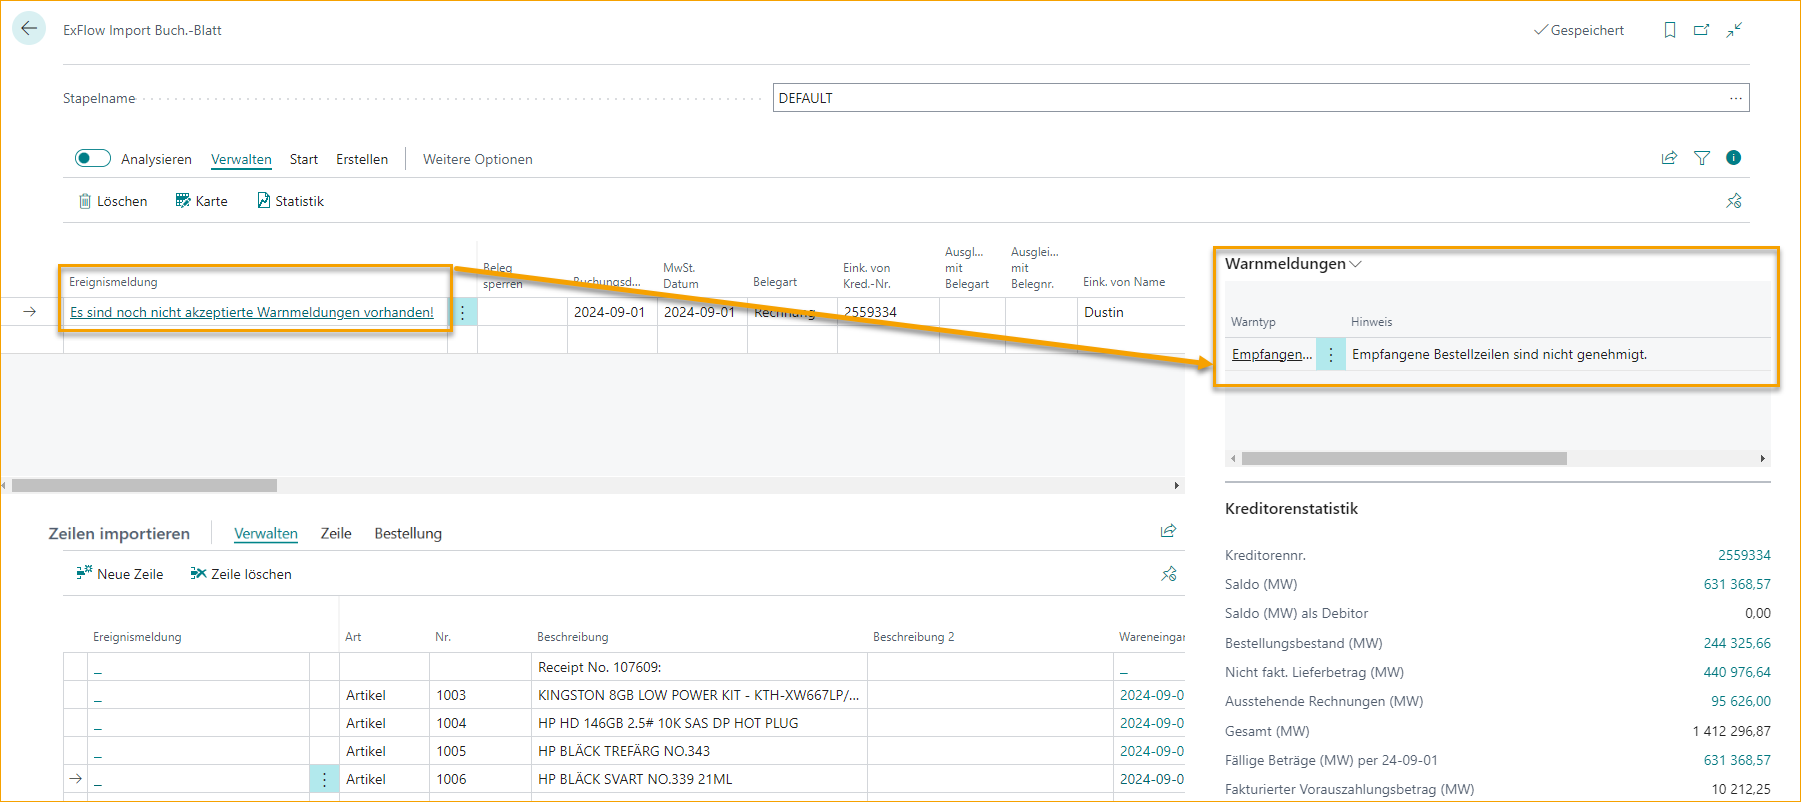 ExFlow Import Buch.-Blatt
Gespeichert
Stapelname
DEFAULT
Analysieren Verwalten Start Erstellen Weitere Optionen
Löschen Karte Statistik
Ereignismeldung
Beleg sperren
Buchungsd...
MwSt. Datum
Belegart
Eink. von Kred.-Nr.
Ausgl... mit Belegart
Ausglei... mit Belegnr.
Eink. von Name
Es sind noch nicht akzeptierte Warnmeldungen vorhanden! 2024-09-01 2024-09-01 Rechnung 2559334 Dustin
Warnmeldungen
Warntyp Hinweis
Empfangen... Empfangene Bestellzeilen sind nicht genehmigt.
Zeilen importieren Verwalten Zeile Bestellung
Neue Zeile Zeile löschen
Ereignismeldung Art Nr. Beschreibung Beschreibung 2 Wareneingar
_ Receipt No. 107609: _
_ Artikel 1003 KINGSTON 8GB LOW POWER KIT - KTH-XW667LP/... 2024-09-0
_ Artikel 1004 HP HD 146GB 2.5# 10K SAS DP HOT PLUG 2024-09-0
_ Artikel 1005 HP BLÄCK TREFÄRG NO.343 2024-09-0
_ Artikel 1006 HP BLÄCK SVART NO.339 21ML 2024-09-0
Kreditorenstatistik
Kreditorennr. 2559334
Saldo (MW) 631 368,57
Saldo (MW) als Debitor 0,00
Bestellungsbestand (MW) 244 325,66
Nicht fakt. Lieferbetrag (MW) 440 976,64
Ausstehende Rechnungen (MW) 95 626,00
Gesamt (MW) 1 412 296,87
Fällige Beträge (MW) per 24-09-01 631 368,57
Fakturierter Vorauszahlungsbetrag (MW) 10 212,25